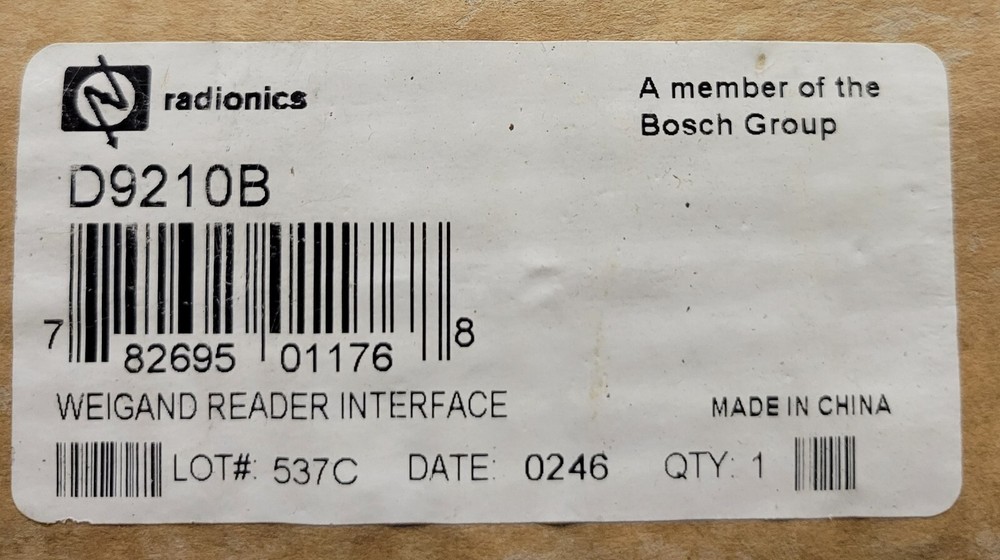 radionics
A member of the
Bosch Group
D9210B
7 82695 01176 8
WEIGAND READER INTERFACE
MADE IN CHINA
LOT#: 537C DATE: 0246 QTY: 1